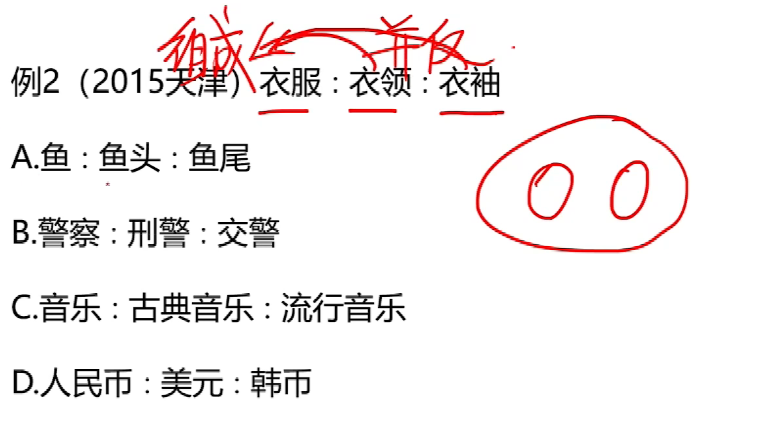 组成 并列
例2（2015天津）衣服：衣领：衣袖
A.鱼：鱼头：鱼尾
B.警察：刑警：交警
C.音乐：古典音乐：流行音乐
D.人民币：美元：韩币